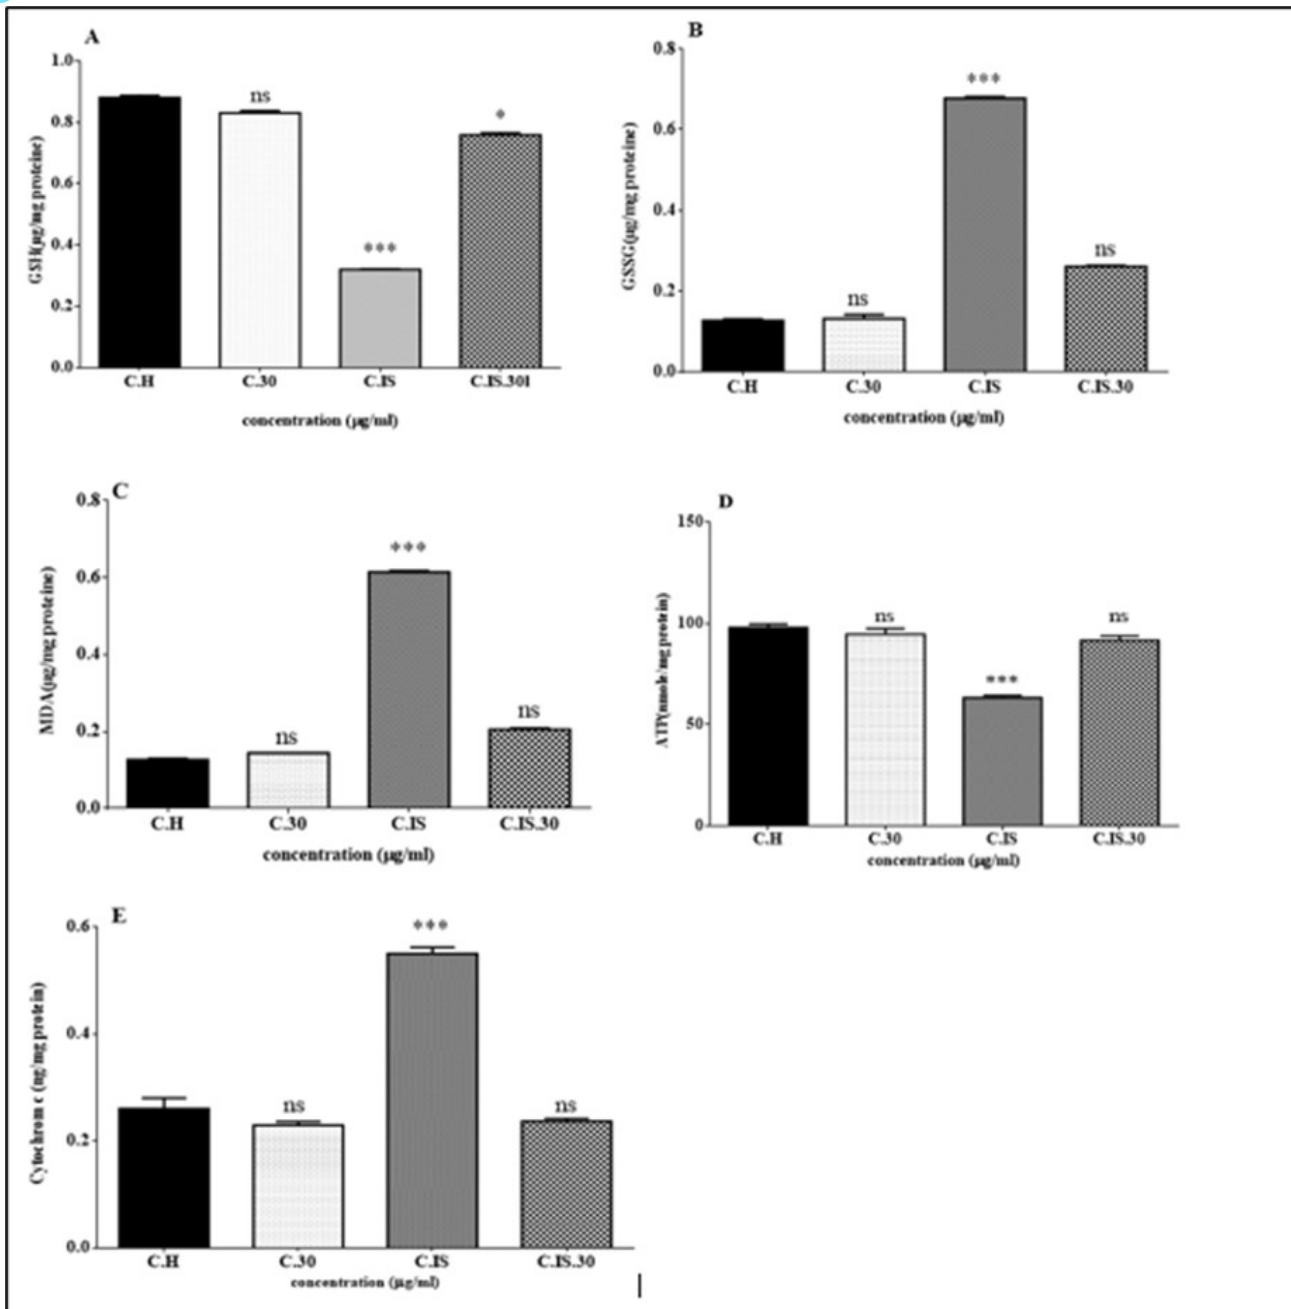 A
1.0
0.8
0.6
0.4
0.2
0.0
GSH(µg/mg proteine)
ns
***
*
C.H C.30 C.IS C.IS.30l
concentration (µg/ml)
B
0.8
0.6
0.4
0.2
0.0
GSSG(µg/mg proteine)
ns
***
ns
C.H C.30 C.IS C.IS.30
concentration (µg/ml)
C
0.8
0.6
0.4
0.2
0.0
MDA(µg/mg proteine)
ns
***
ns
C.H C.30 C.IS C.IS.30
concentration (µg/ml)
D
150
100
50
0
ATP(nmole/mg protein)
ns
***
ns
C.H C.30 C.IS C.IS.30
concentration (µg/ml)
E
0.6
0.4
0.2
0.0
Cytochrom c (ng/mg protein)
ns
***
ns
C.H C.30 C.IS C.IS.30
concentration (µg/ml)